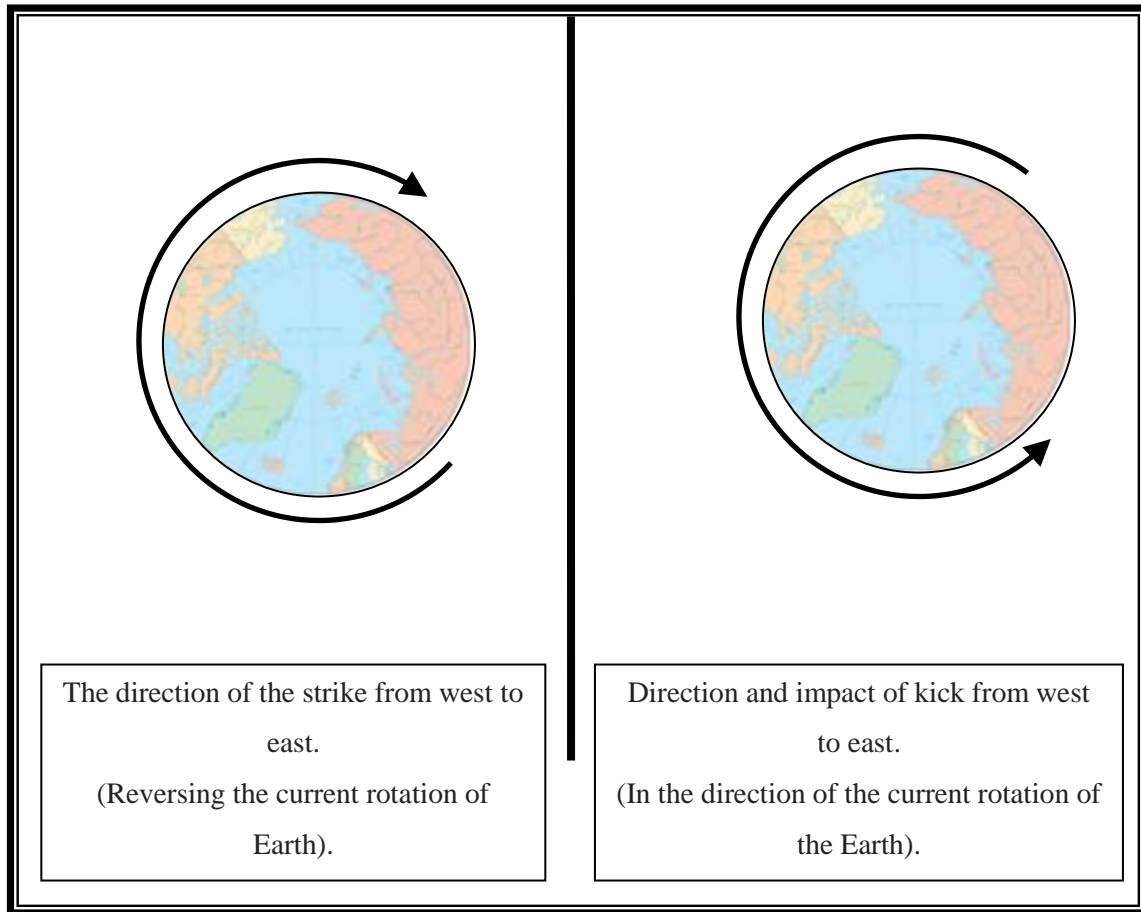 The direction of the strike from west to
east.
(Reversing the current rotation of
Earth).
Direction and impact of kick from west
to east.
(In the direction of the current rotation of
the Earth).